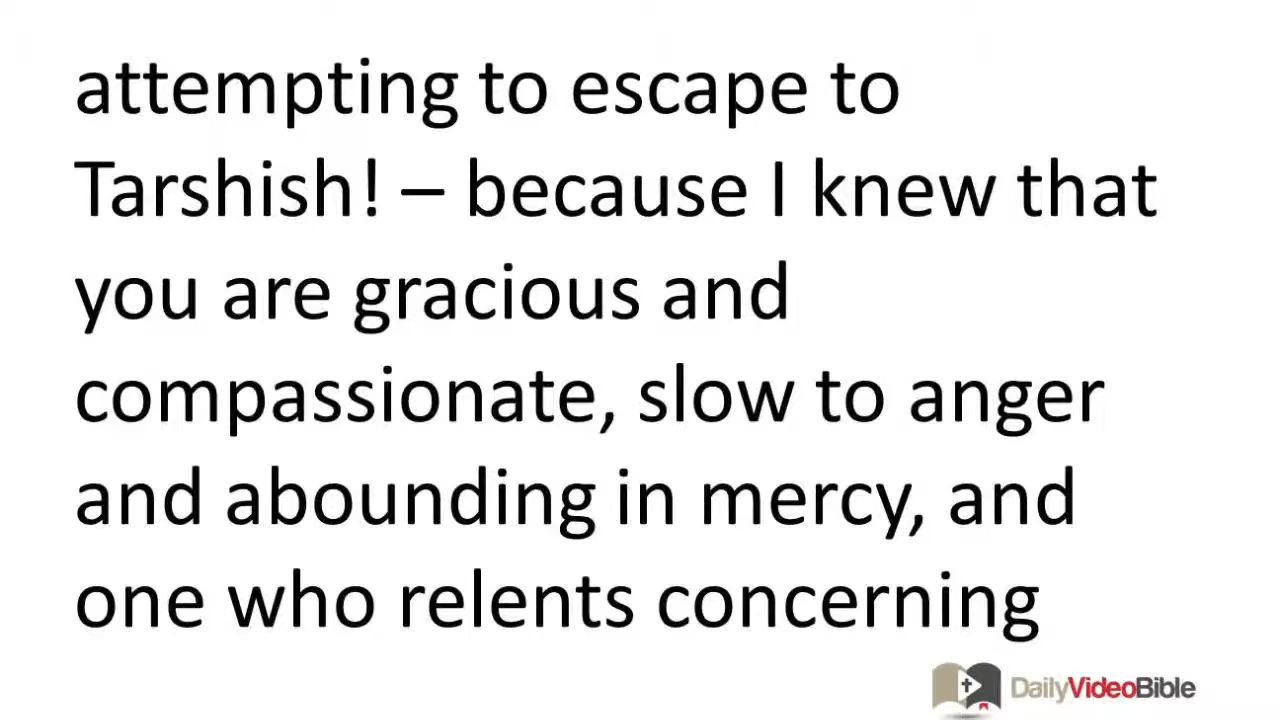 attempting to escape to
Tarshish! – because I knew that
you are gracious and
compassionate, slow to anger
and abounding in mercy, and
one who relents concerning
DailyVideoBible